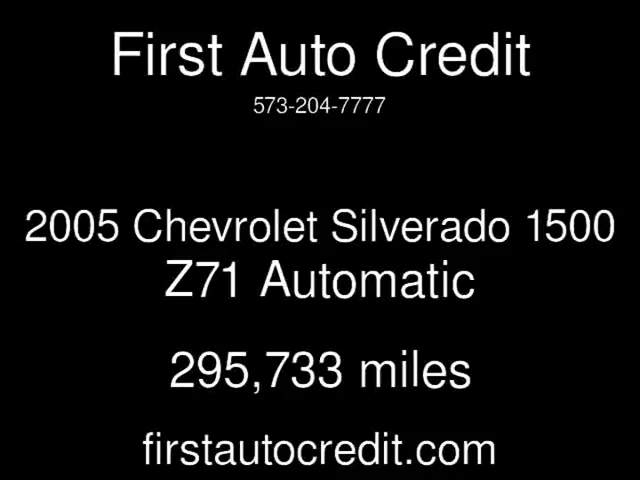 First Auto Credit
573-204-7777
2005 Chevrolet Silverado 1500
Z71 Automatic
295,733 miles
firstautocredit.com